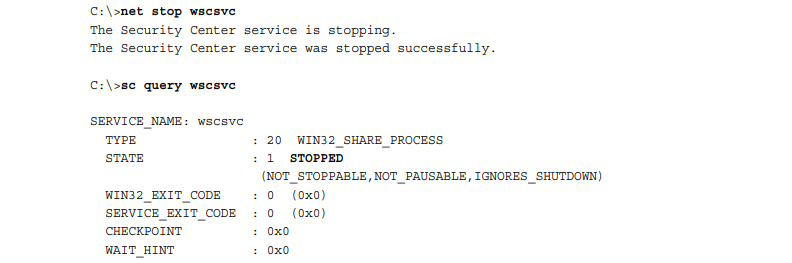 C:\>net stop wscsvc
The Security Center service is stopping.
The Security Center service was stopped successfully.
C:\>sc query wscsvc
SERVICE_NAME: wscsvc
TYPE : 20 WIN32_SHARE_PROCESS
STATE : 1 STOPPED
(NOT_STOPPABLE,NOT_PAUSABLE,IGNORES_SHUTDOWN)
WIN32_EXIT_CODE : 0 (0x0)
SERVICE_EXIT_CODE : 0 (0x0)
CHECKPOINT : 0x0
WAIT_HINT : 0x0